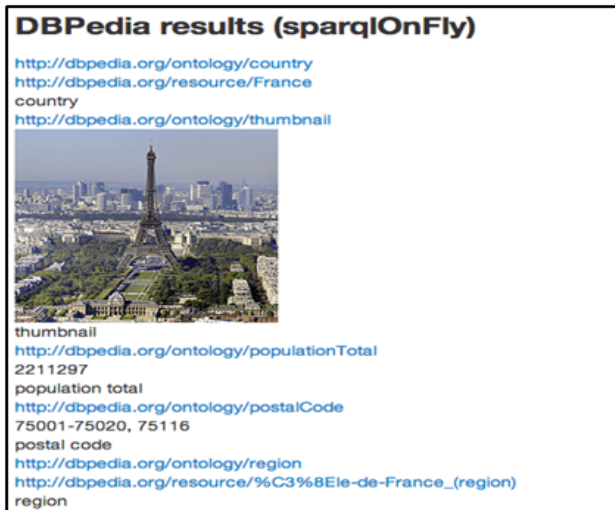 DBPedia results (sparqlOnFly)
http://dbpedia.org/ontology/country
http://dbpedia.org/resource/France
country
http://dbpedia.org/ontology/thumbnail
thumbnail
http://dbpedia.org/ontology/populationTotal
2211297
population total
http://dbpedia.org/ontology/postalCode
75001-75020, 75116
postal code
http://dbpedia.org/ontology/region
http://dbpedia.org/resource/%C3%8Ele-de-France_(region)
region